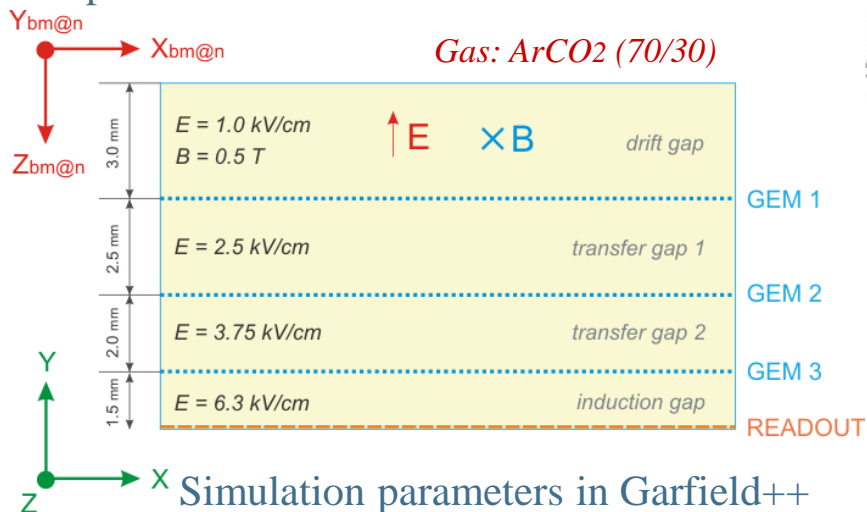 Ybm@n
Xbm@n
Gas: ArCO2 (70/30)
Zbm@n
3.0 mm
E = 1.0 kV/cm
B = 0.5 T
E
×B
drift gap
GEM 1
2.5 mm
E = 2.5 kV/cm
transfer gap 1
GEM 2
2.0 mm
E = 3.75 kV/cm
transfer gap 2
GEM 3
1.5 mm
E = 6.3 kV/cm
induction gap
READOUT
Y
X
Z
Simulation parameters in Garfield++